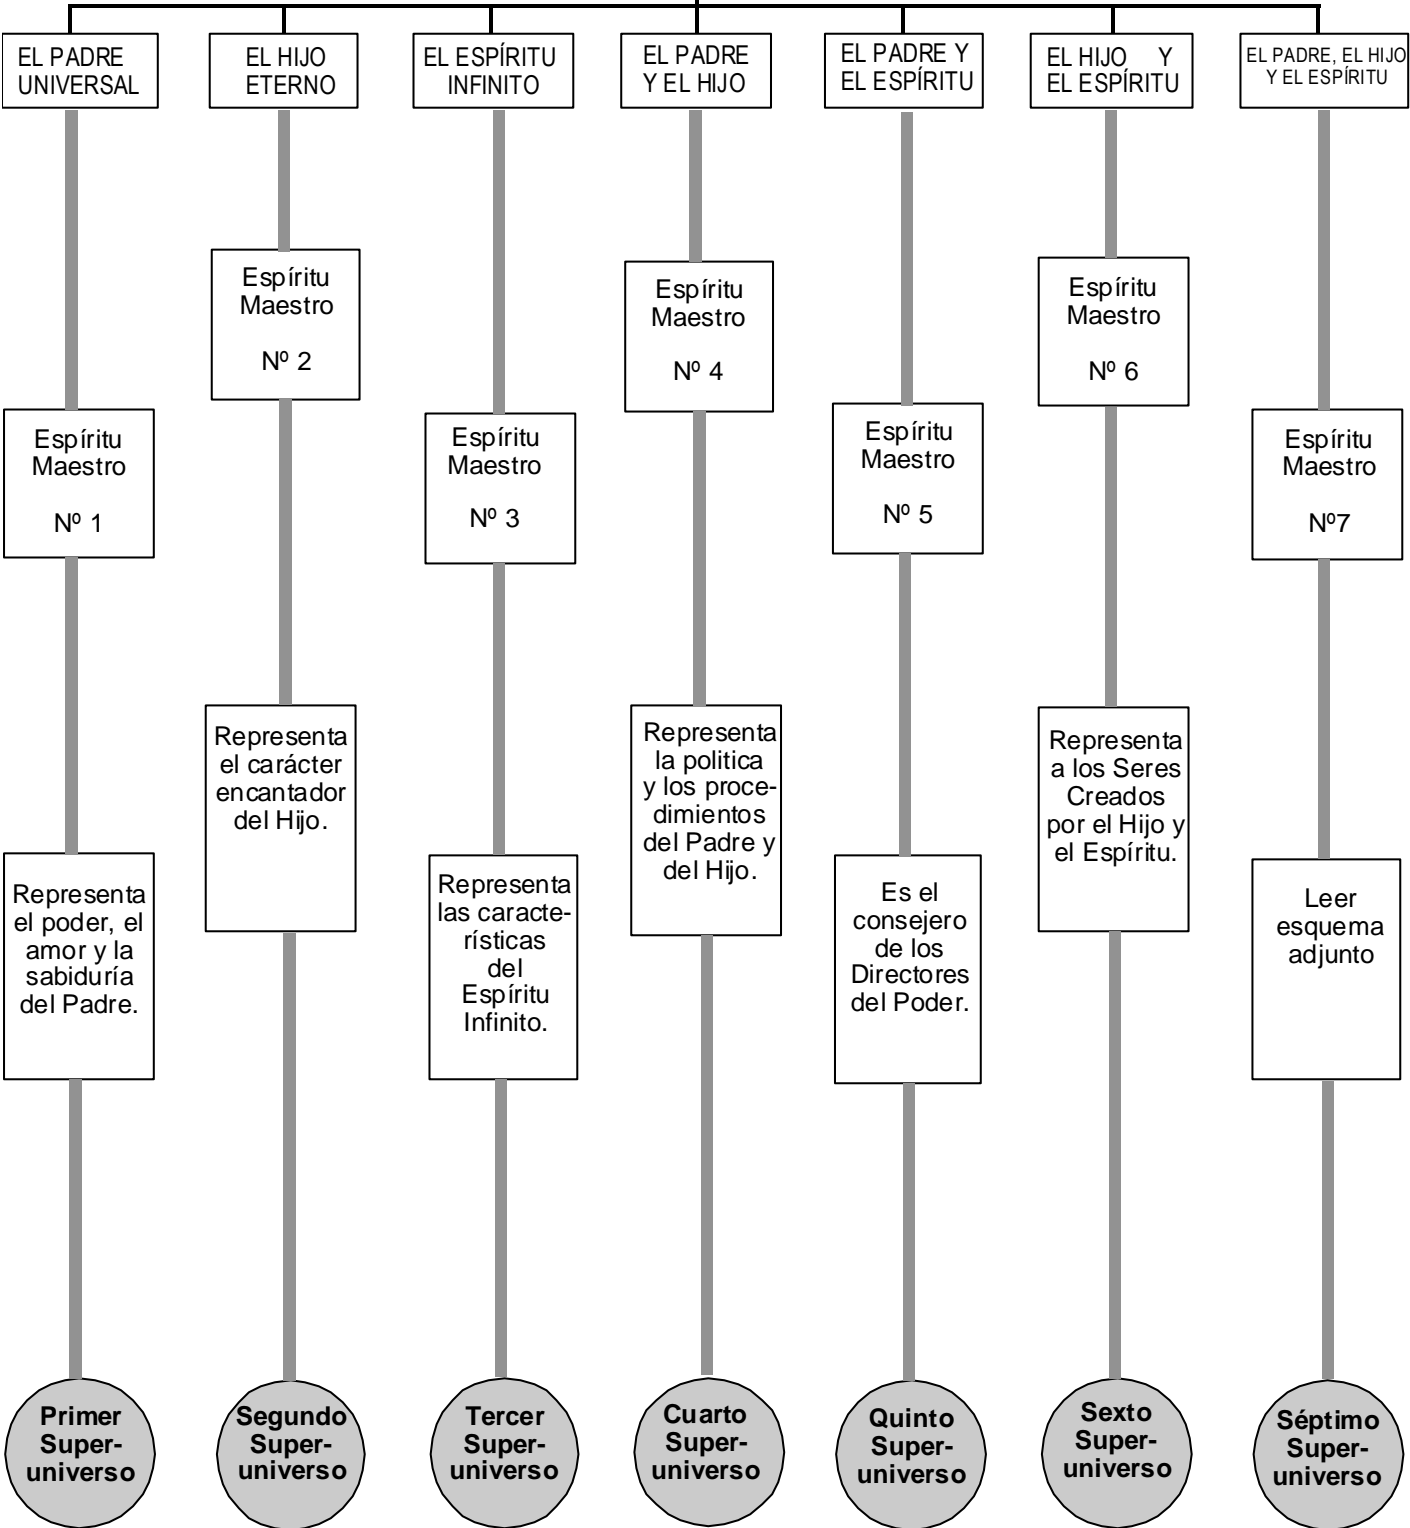 EL PADRE
UNIVERSAL
EL HIJO
ETERNO
EL ESPÍRITU
INFINITO
EL PADRE
Y EL HIJO
EL PADRE Y
EL ESPÍRITU
EL HIJO Y
EL ESPÍRITU
EL PADRE, EL HIJO
Y EL ESPÍRITU
Espíritu
Maestro
Nº 1
Espíritu
Maestro
Nº 2
Espíritu
Maestro
Nº 3
Espíritu
Maestro
Nº 4
Espíritu
Maestro
Nº 5
Espíritu
Maestro
Nº 6
Espíritu
Maestro
Nº7
Representa
el poder, el
amor y la
sabiduría
del Padre.
Representa
el carácter
encantador
del Hijo.
Representa
las caracte-
rísticas
del
Espíritu
Infinito.
Representa
la politica
y los proce-
dimientos
del Padre y
del Hijo.
Es el
consejero
de los
Directores
del Poder.
Representa
a los Seres
Creados
por el Hijo y
el Espíritu.
Leer
esquema
adjunto
Primer
Super-
universo
Segundo
Super-
universo
Tercer
Super-
universo
Cuarto
Super-
universo
Quinto
Super-
universo
Sexto
Super-
universo
Séptimo
Super-
universo